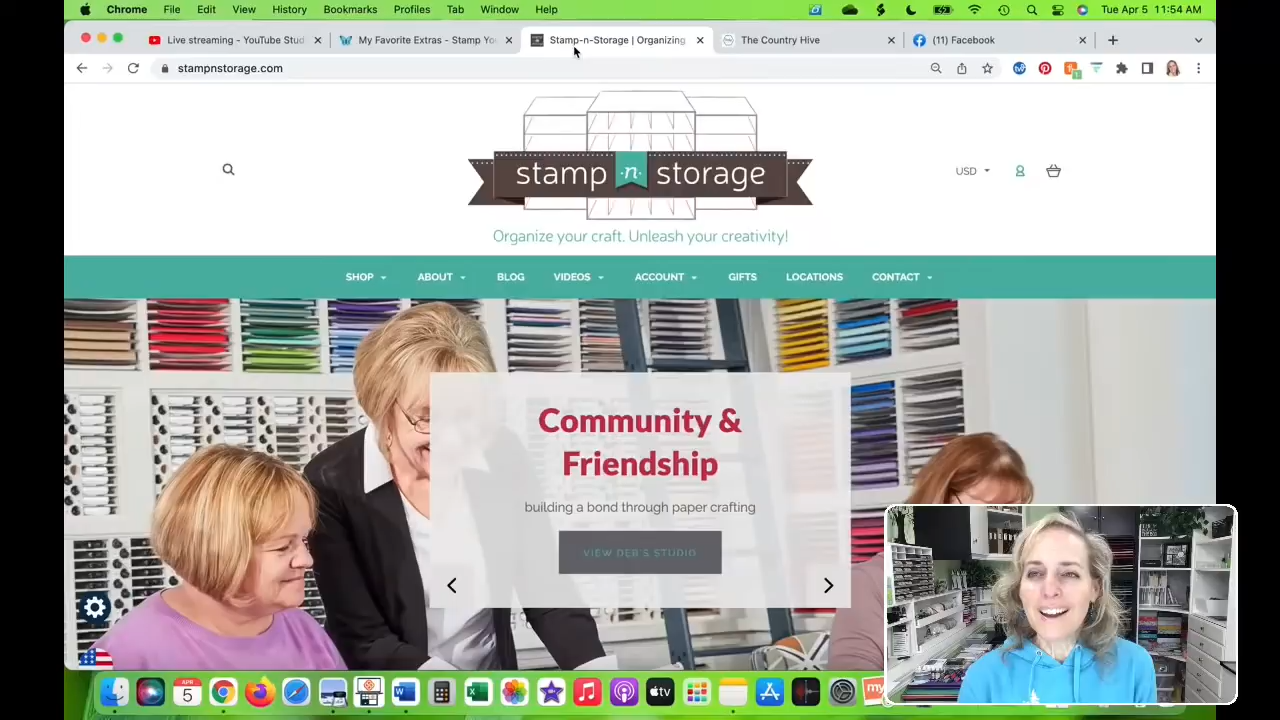 Chrome File Edit View History Bookmarks Profiles Tab Window Help Tue Apr 5 11:54 AM
Live streaming - YouTube Stud My Favorite Extras - Stamp Yo Stamp-n-Storage | Organizing The Country Hive (11) Facebook
stampnstorage.com
stamp ·n· storage
USD
Organize your craft. Unleash your creativity!
SHOP ABOUT BLOG VIDEOS ACCOUNT GIFTS LOCATIONS CONTACT
Community &
Friendship
building a bond through paper crafting
VIEW DEB'S STUDIO
APR
5
tv